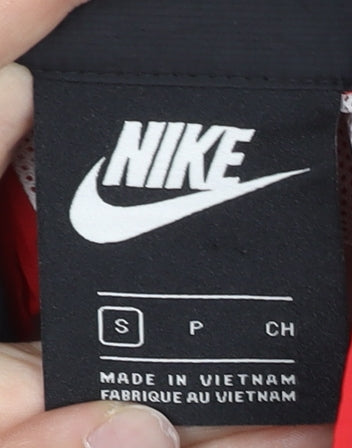 NIKE
S P CH
MADE IN VIETNAM
FABRIQUE AU VIETNAM